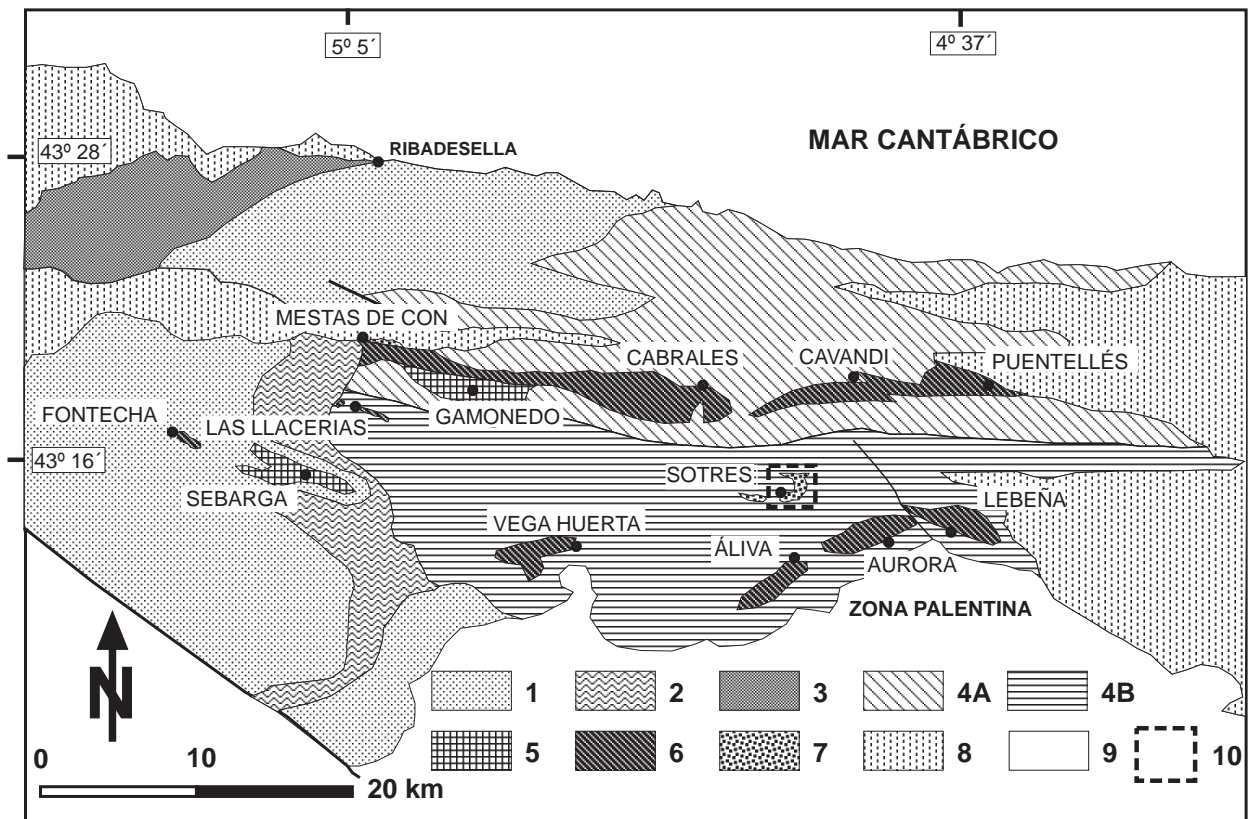 5º 5´
4º 37´
MAR CANTÁBRICO
43º 28´
RIBADESELLA
MESTAS DE CON
CABRALES
CAVANDI
PUENTELLÉS
FONTECHA
LAS LLACERIAS
GAMONEDO
43º 16´
SEBARGA
SOTRES
LEBEÑA
VEGA HUERTA
ÁLIVA
AURORA
ZONA PALENTINA
N
1
2
3
4A
4B
5
6
7
8
9
10
0
10
20 km